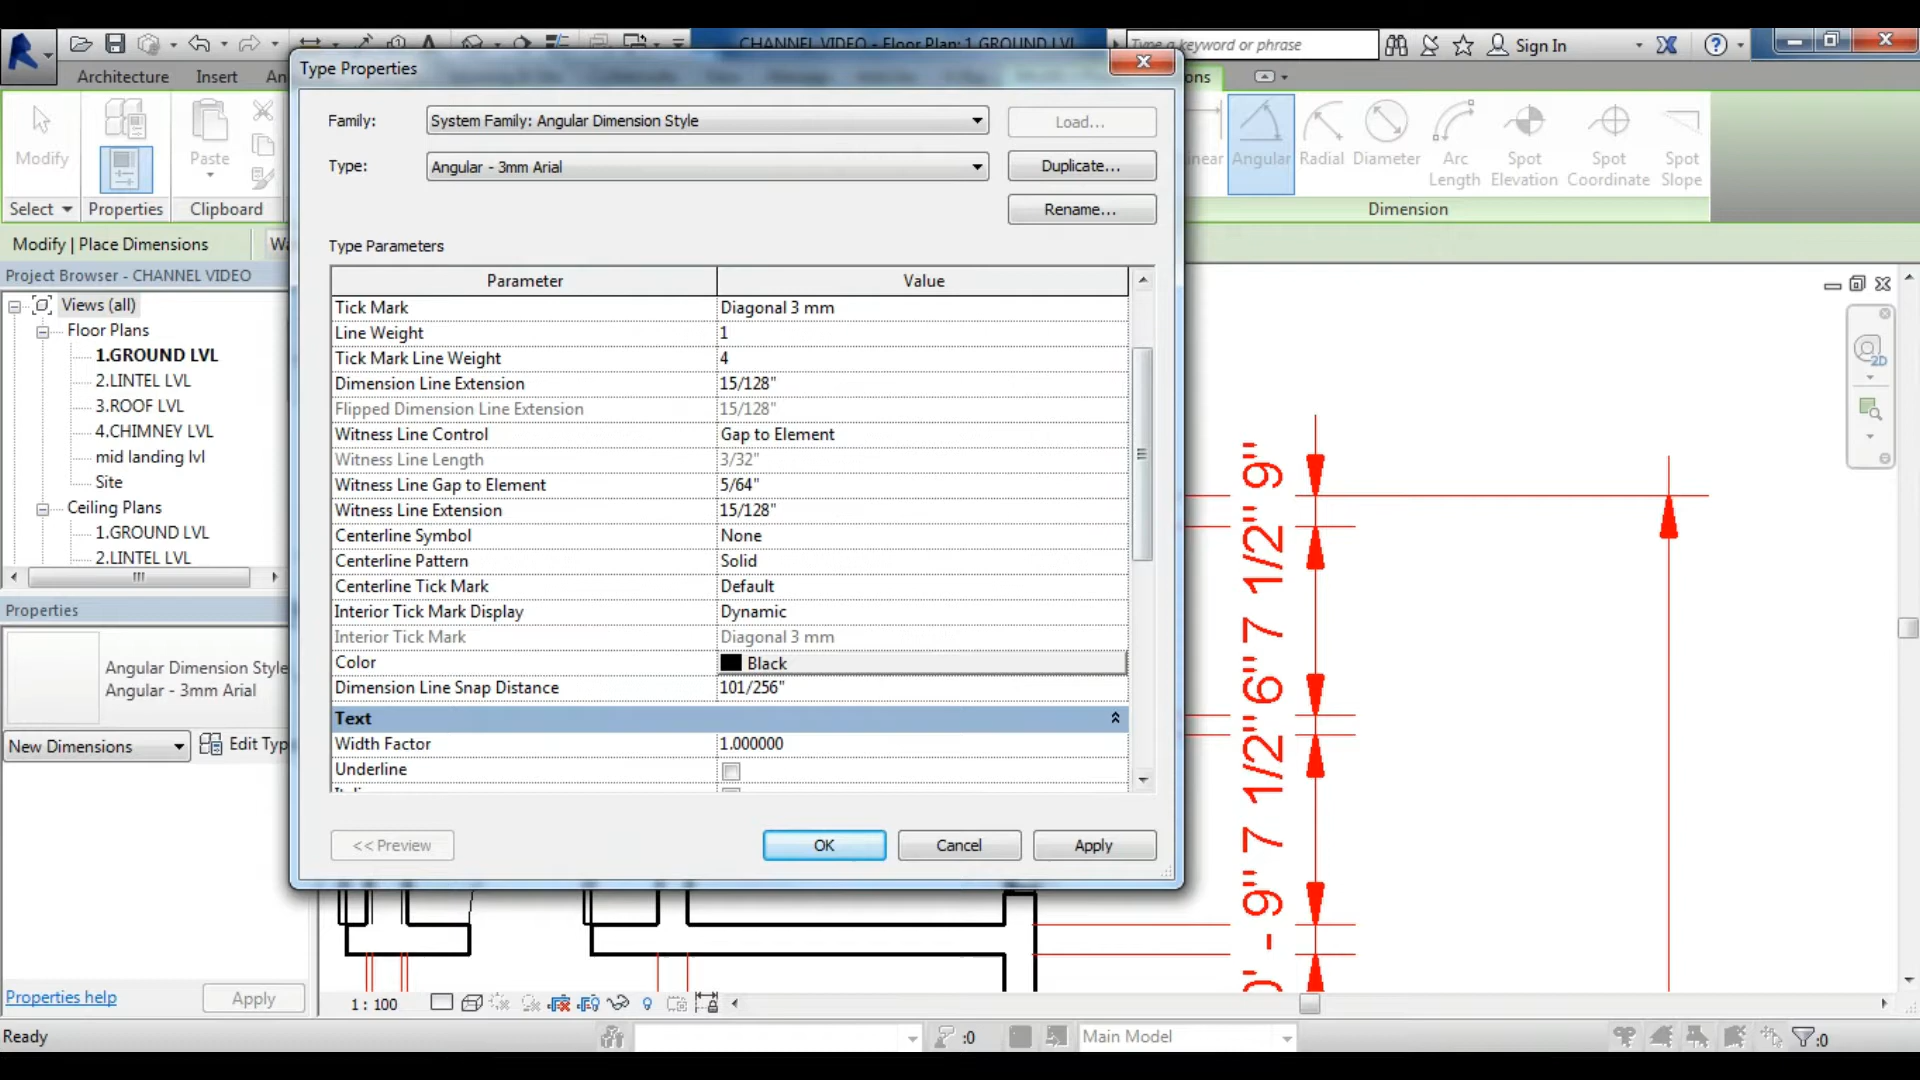 CHANNEL VIDEO - Floor Plan: 1.GROUND LVL
Type a keyword or phrase
Sign In
Architecture
Insert
An
ons
Type Properties
Family:
System Family: Angular Dimension Style
Load...
Type:
Angular - 3mm Arial
Duplicate...
Rename...
Type Parameters
Parameter
Value
Tick Mark
Diagonal 3 mm
Line Weight
1
Tick Mark Line Weight
4
Dimension Line Extension
15/128"
Flipped Dimension Line Extension
15/128"
Witness Line Control
Gap to Element
Witness Line Length
3/32"
Witness Line Gap to Element
5/64"
Witness Line Extension
15/128"
Centerline Symbol
None
Centerline Pattern
Solid
Centerline Tick Mark
Default
Interior Tick Mark Display
Dynamic
Interior Tick Mark
Diagonal 3 mm
Color
Black
Dimension Line Snap Distance
101/256"
Text
Width Factor
1.000000
Underline
<< Preview
OK
Cancel
Apply
Modify
Paste
Select
Properties
Clipboard
Modify | Place Dimensions
Wa
Project Browser - CHANNEL VIDEO
Views (all)
Floor Plans
1.GROUND LVL
2.LINTEL LVL
3.ROOF LVL
4.CHIMNEY LVL
mid landing lvl
Site
Ceiling Plans
1.GROUND LVL
2.LINTEL LVL
Properties
Angular Dimension Style
Angular - 3mm Arial
New Dimensions
Edit Typ
Properties help
Apply
inear
Angular
Radial
Diameter
Arc Length
Spot Elevation
Spot Coordinate
Spot Slope
Dimension
2D
9"
7 1/2"
6"
7 1/2"
- 9"
1 : 100
Ready
:0
Main Model
:0